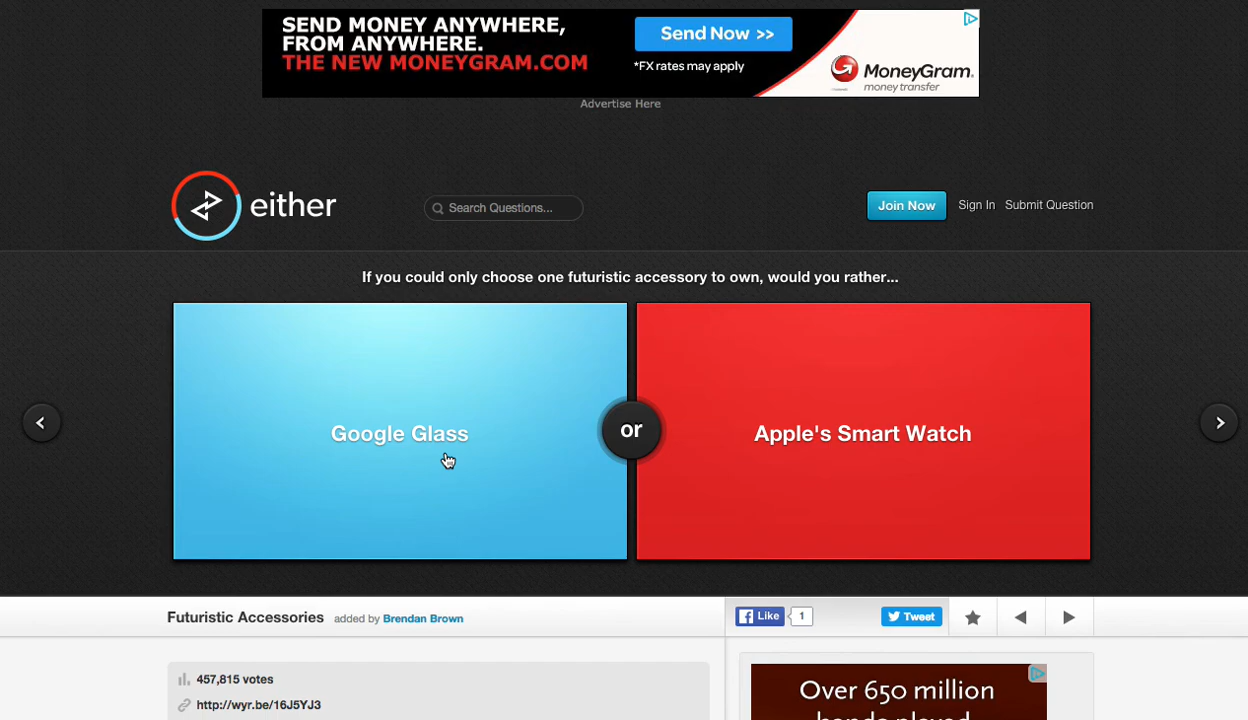 SEND MONEY ANYWHERE,
FROM ANYWHERE.
THE NEW MONEYGRAM.COM
Send Now >>
*FX rates may apply
MoneyGram.
money transfer
Advertise Here
either
Search Questions...
Join Now
Sign In
Submit Question
If you could only choose one futuristic accessory to own, would you rather...
Google Glass
or
Apple's Smart Watch
Futuristic Accessories
added by Brendan Brown
Like
1
Tweet
457,815 votes
http://wyr.be/16J5YJ3
Over 650 million
hands played